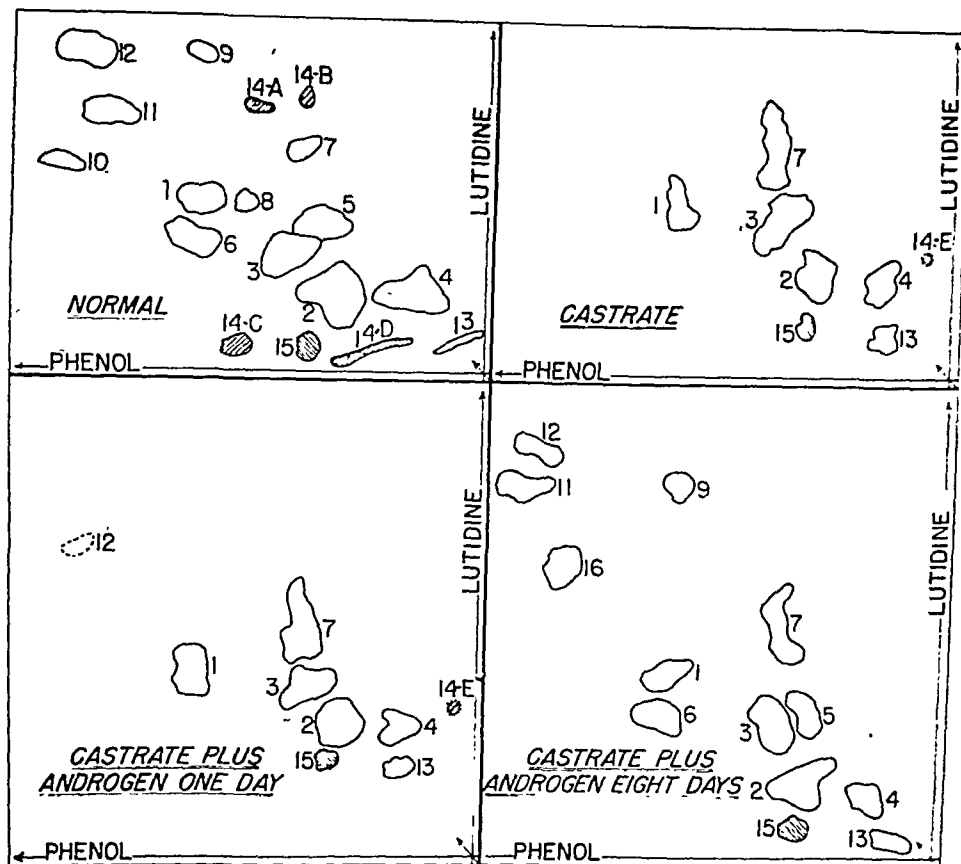 12
9
14-A
14-B
11
7
10
1
8
5
6
3
4
2
14-C
15
14-D
13
NORMAL
LUTIDINE
PHENOL
7
1
3
14-E
2
4
15
13
CASTRATE
LUTIDINE
PHENOL
12
7
1
3
14-E
2
4
15
13
CASTRATE PLUS
ANDROGEN ONE DAY
LUTIDINE
PHENOL
12
11
9
16
7
1
6
3
5
2
4
15
13
CASTRATE PLUS
ANDROGEN EIGHT DAYS
LUTIDINE
PHENOL